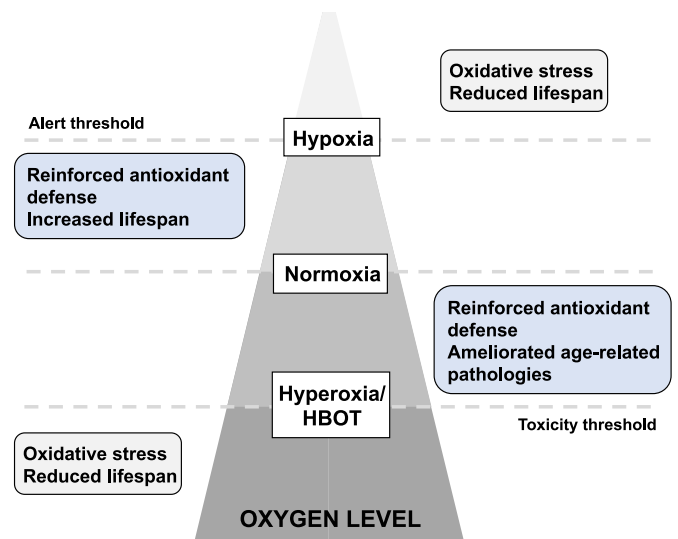 Oxidative stress
Reduced lifespan
Alert threshold
Hypoxia
Reinforced antioxidant
defense
Increased lifespan
Normoxia
Reinforced antioxidant
defense
Ameliorated age-related
pathologies
Hyperoxia/
HBOT
Toxicity threshold
Oxidative stress
Reduced lifespan
OXYGEN LEVEL